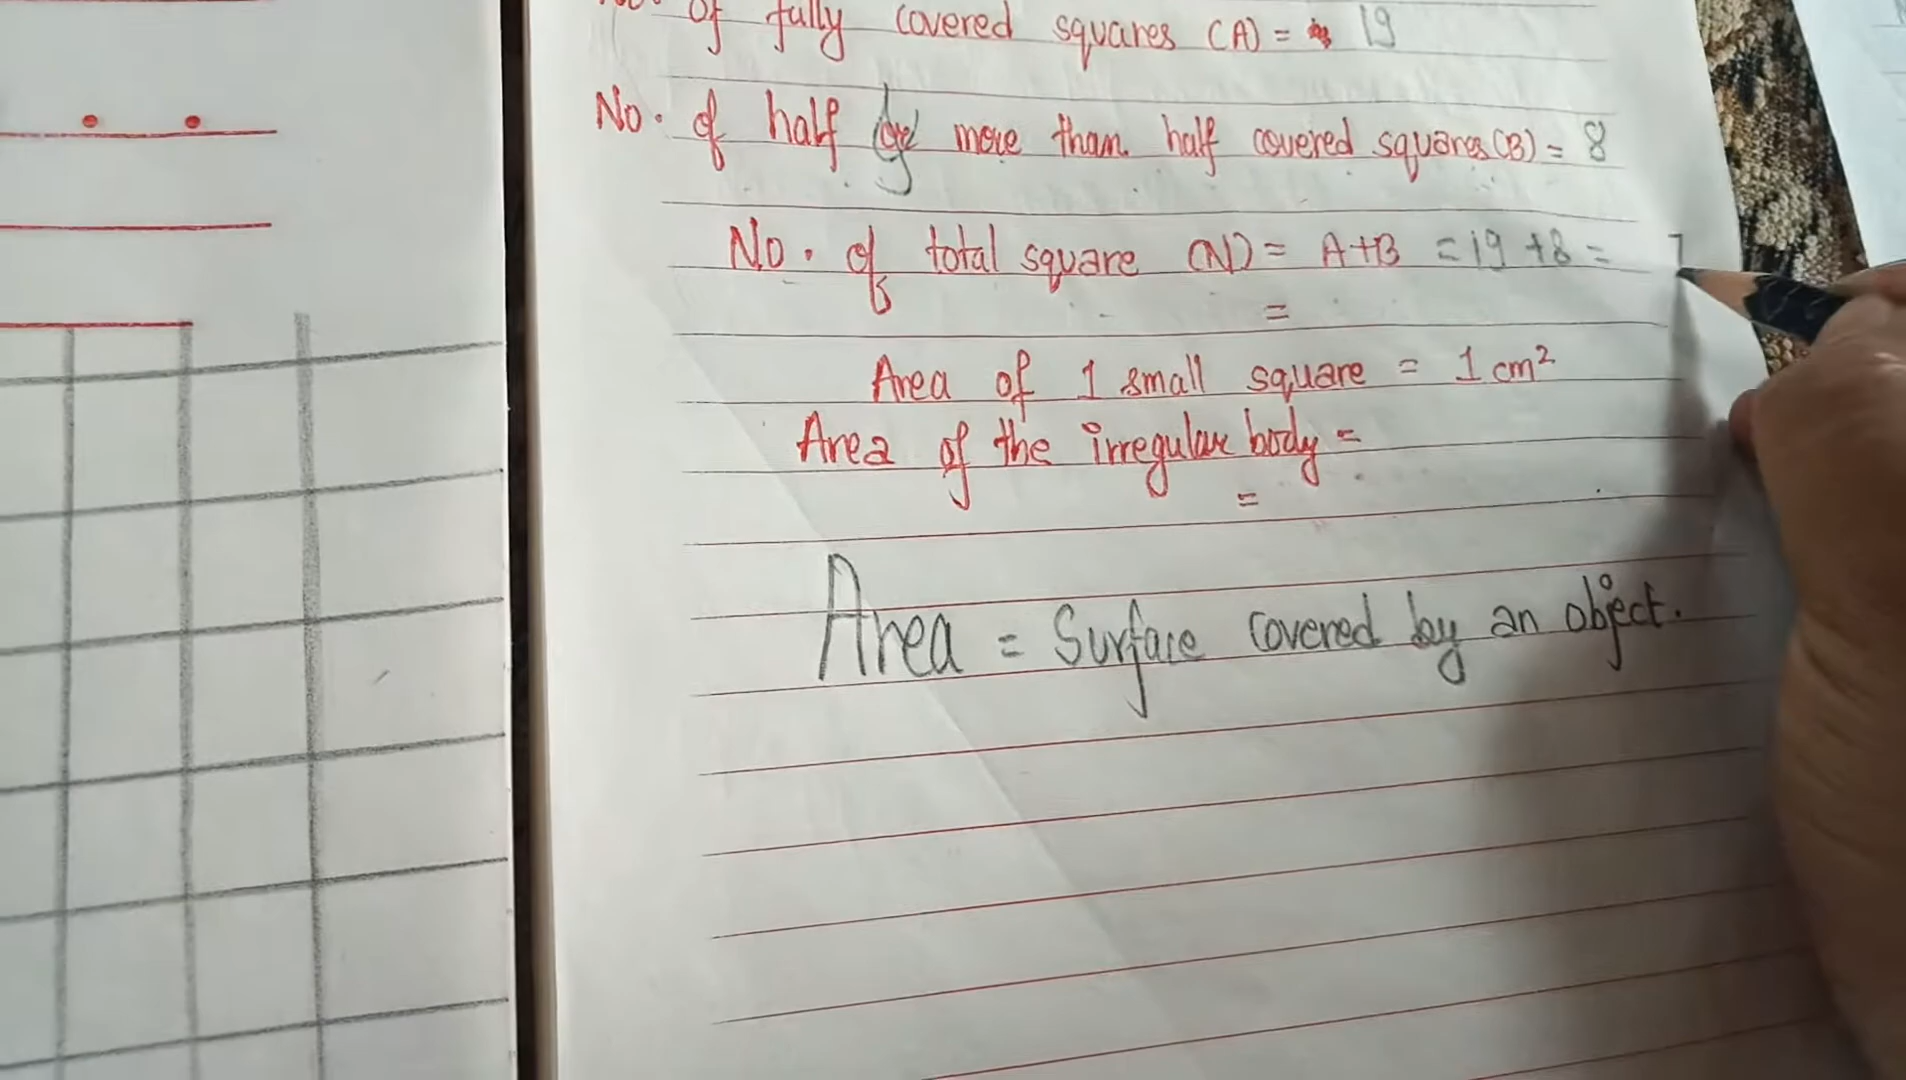 of fully covered squares (A) = 19
No. of half or more than half covered squares (B) = 8
No. of total square (N) = A+B = 19 + 8 = 7
=
Area of 1 small square = 1 cm²
Area of the irregular body =
=
Area = Surface covered by an object.